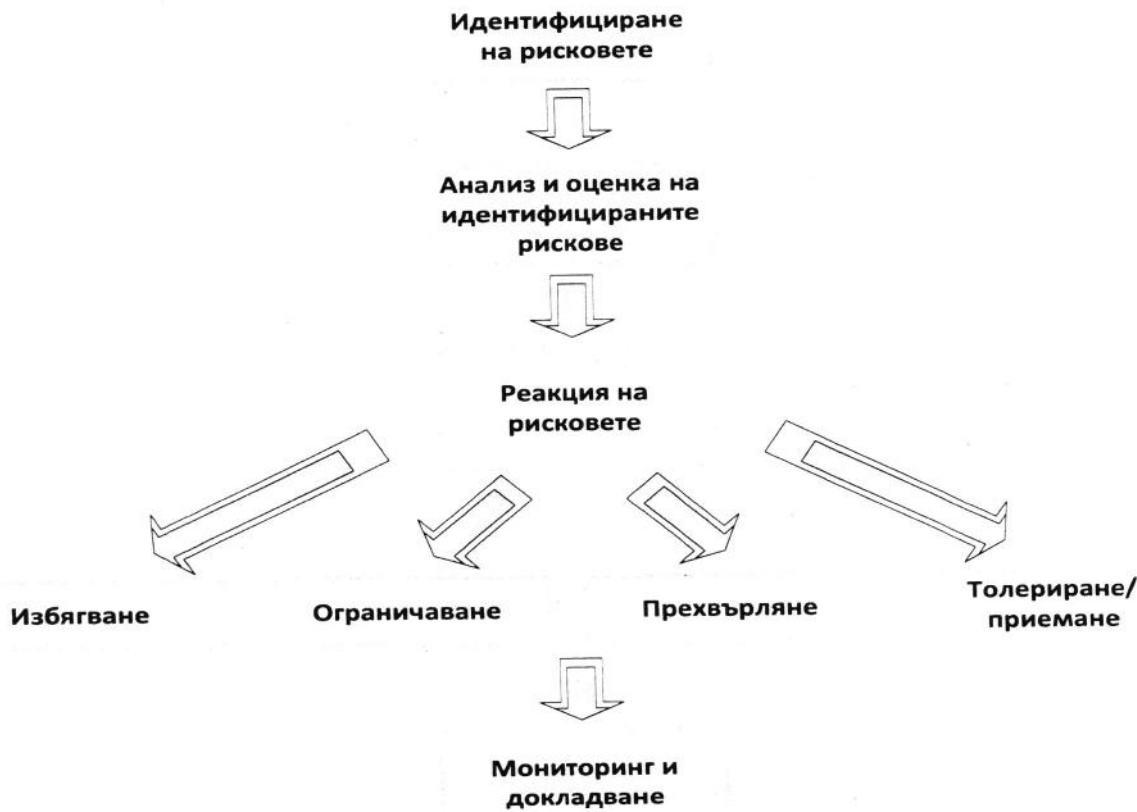 Идентифициране
на рисковете
Анализ и оценка на
идентифицираните
рискове
Реакция на
рисковете
Избягване
Ограничаване
Прехвърляне
Толериране/
приемане
Мониторинг и
докладване